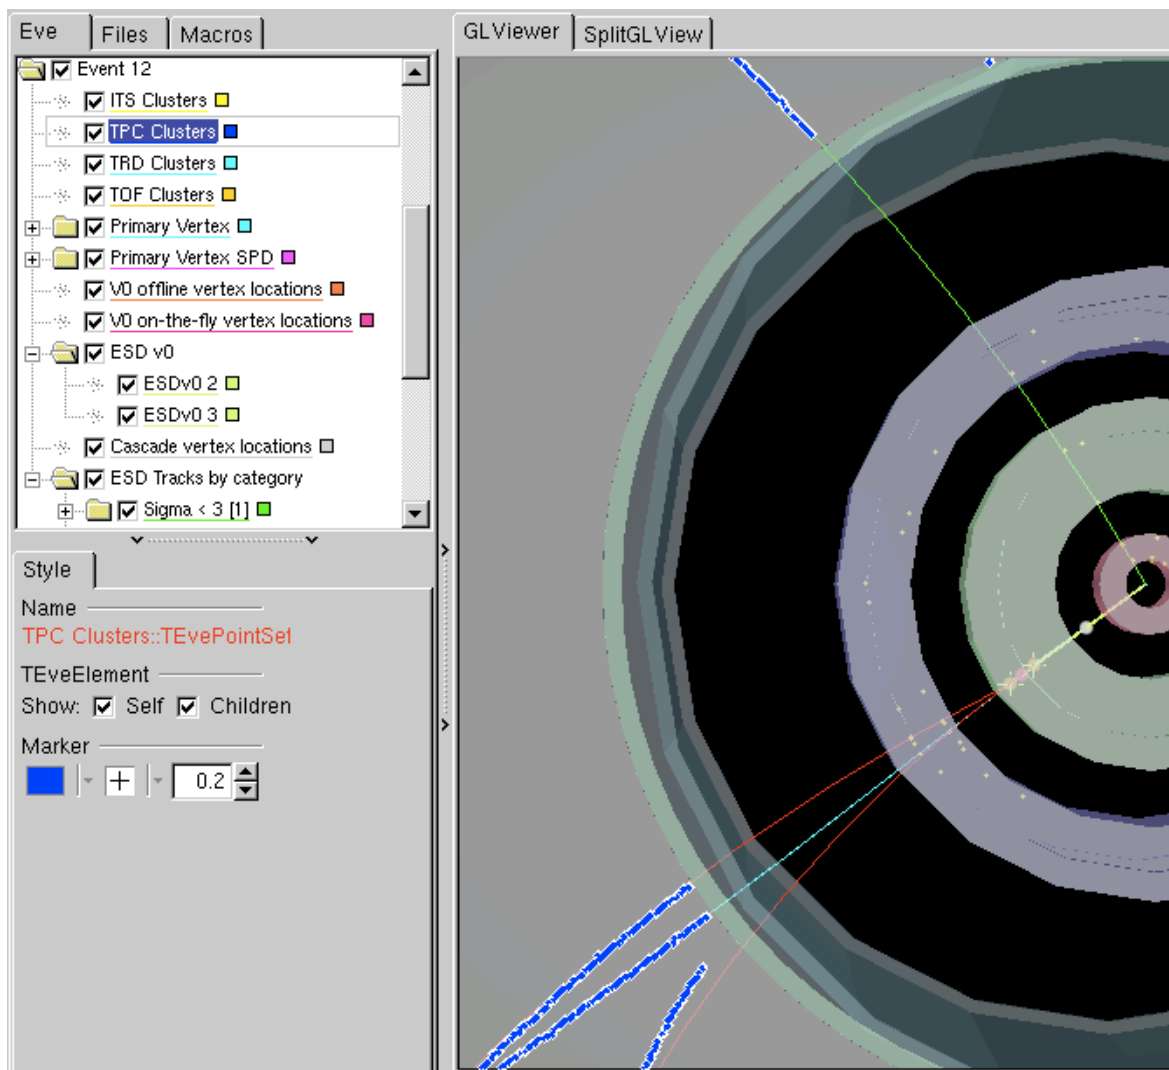 Eve Files Macros
GLViewer SplitGLView
Event 12
ITS Clusters
TPC Clusters
TRD Clusters
TOF Clusters
Primary Vertex
Primary Vertex SPD
V0 offline vertex locations
V0 on-the-fly vertex locations
ESD v0
ESDv0 2
ESDv0 3
Cascade vertex locations
ESD Tracks by category
Sigma < 3 [1]
Style
Name
TPC Clusters::TEvePointSet
TEveElement
Show: Self Children
Marker
0.2